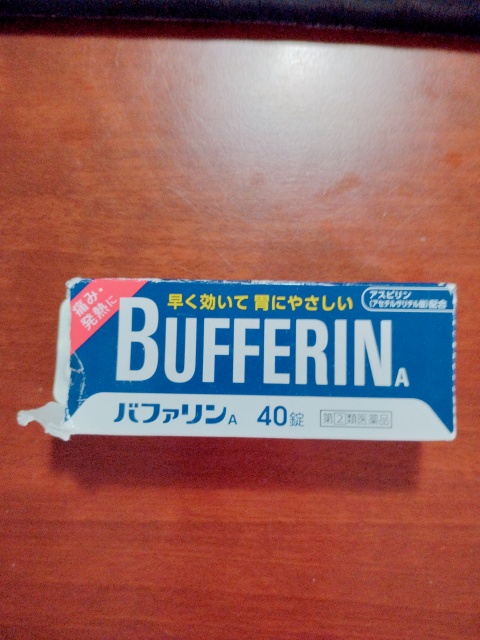 痛み・
発熱に
早く効いて 胃にやさしい
アスピリン
(アセチルサリチル酸)配合
BUFFERIN A
バファリンA 40錠 第②類医薬品